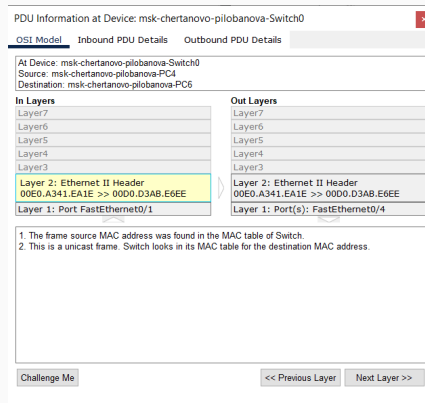 PDU Information at Device: msk-chertanovo-pilobanova-Switch0
OSI Model Inbound PDU Details Outbound PDU Details
At Device: msk-chertanovo-pilobanova-Switch0
Source: msk-chertanovo-pilobanova-PC4
Destination: msk-chertanovo-pilobanova-PC6
In Layers Out Layers
Layer7 Layer7
Layer6 Layer6
Layer5 Layer5
Layer4 Layer4
Layer3 Layer3
Layer 2: Ethernet II Header Layer 2: Ethernet II Header
00E0.A341.EA1E >> 00D0.D3AB.E6EE 00E0.A341.EA1E >> 00D0.D3AB.E6EE
Layer 1: Port FastEthernet0/1 Layer 1: Port(s): FastEthernet0/4
1. The frame source MAC address was found in the MAC table of Switch.
2. This is a unicast frame. Switch looks in its MAC table for the destination MAC address.
Challenge Me << Previous Layer Next Layer >>